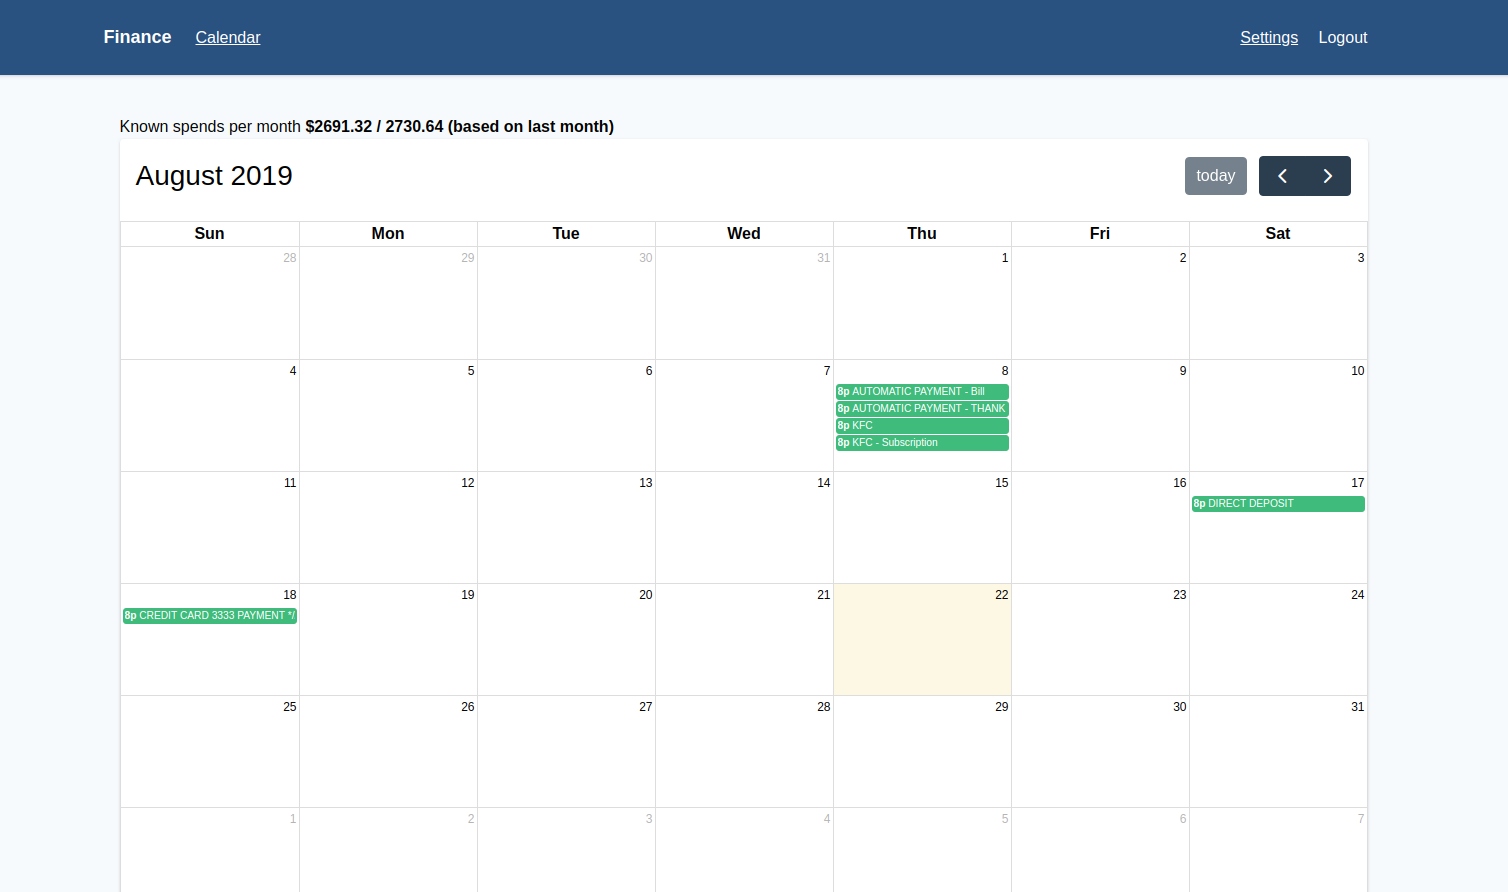 Finance Calendar Settings Logout
Known spends per month $2691.32 / 2730.64 (based on last month)
August 2019 today
Sun Mon Tue Wed Thu Fri Sat
28 29 30 31 1 2 3
4 5 6 7 8 9 10
8p AUTOMATIC PAYMENT - Bill
8p AUTOMATIC PAYMENT - THANK
8p KFC
8p KFC - Subscription
11 12 13 14 15 16 17
8p DIRECT DEPOSIT
18 19 20 21 22 23 24
8p CREDIT CARD 3333 PAYMENT */
25 26 27 28 29 30 31
1 2 3 4 5 6 7